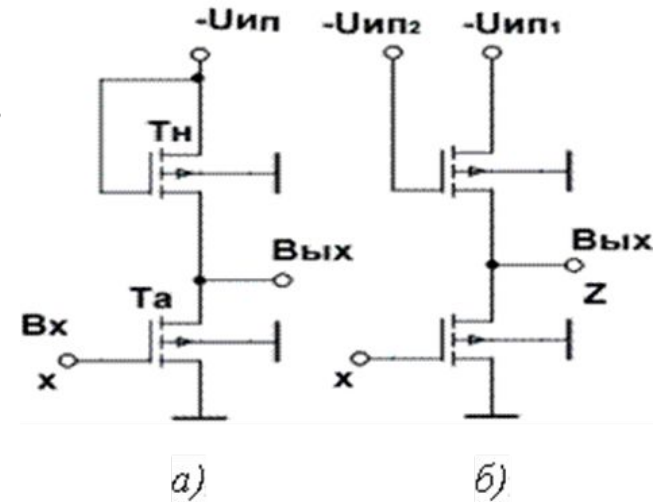 -Uип -Uип₂ -Uип₁
Тн
Вых Вых
Та Z
Вх
х х
а) б)